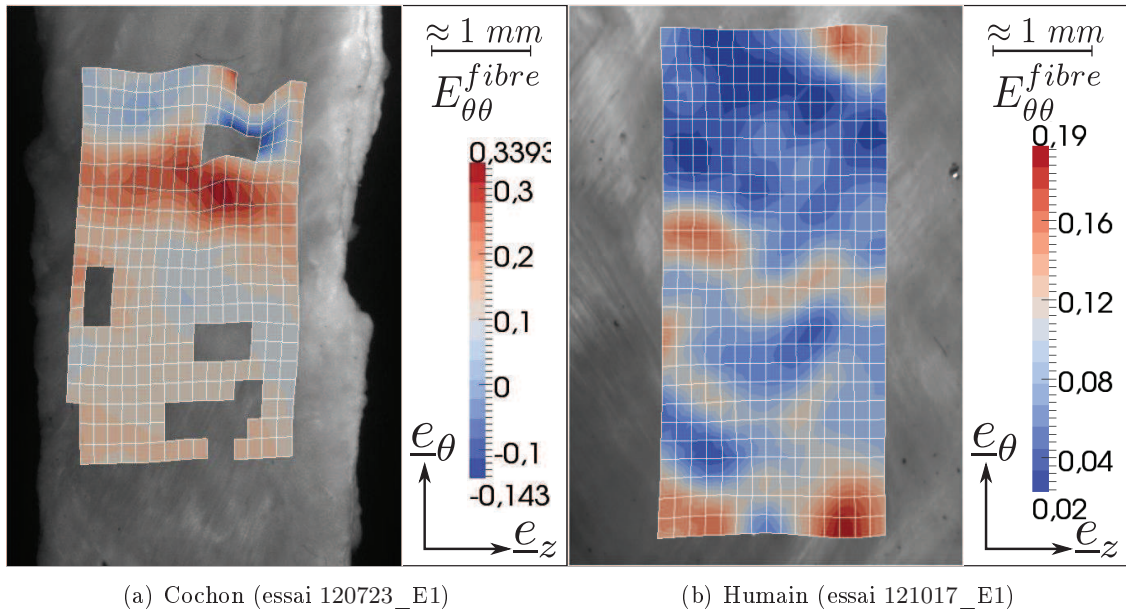 ≈ 1 mm
E_{θθ}^{fibre}
0,3393
0,3
0,2
0,1
0
-0,1
-0,143
e_θ
e_z
≈ 1 mm
E_{θθ}^{fibre}
0,19
0,16
0,12
0,08
0,04
0,02
e_θ
e_z
(a) Cochon (essai 120723_E1)
(b) Humain (essai 121017_E1)